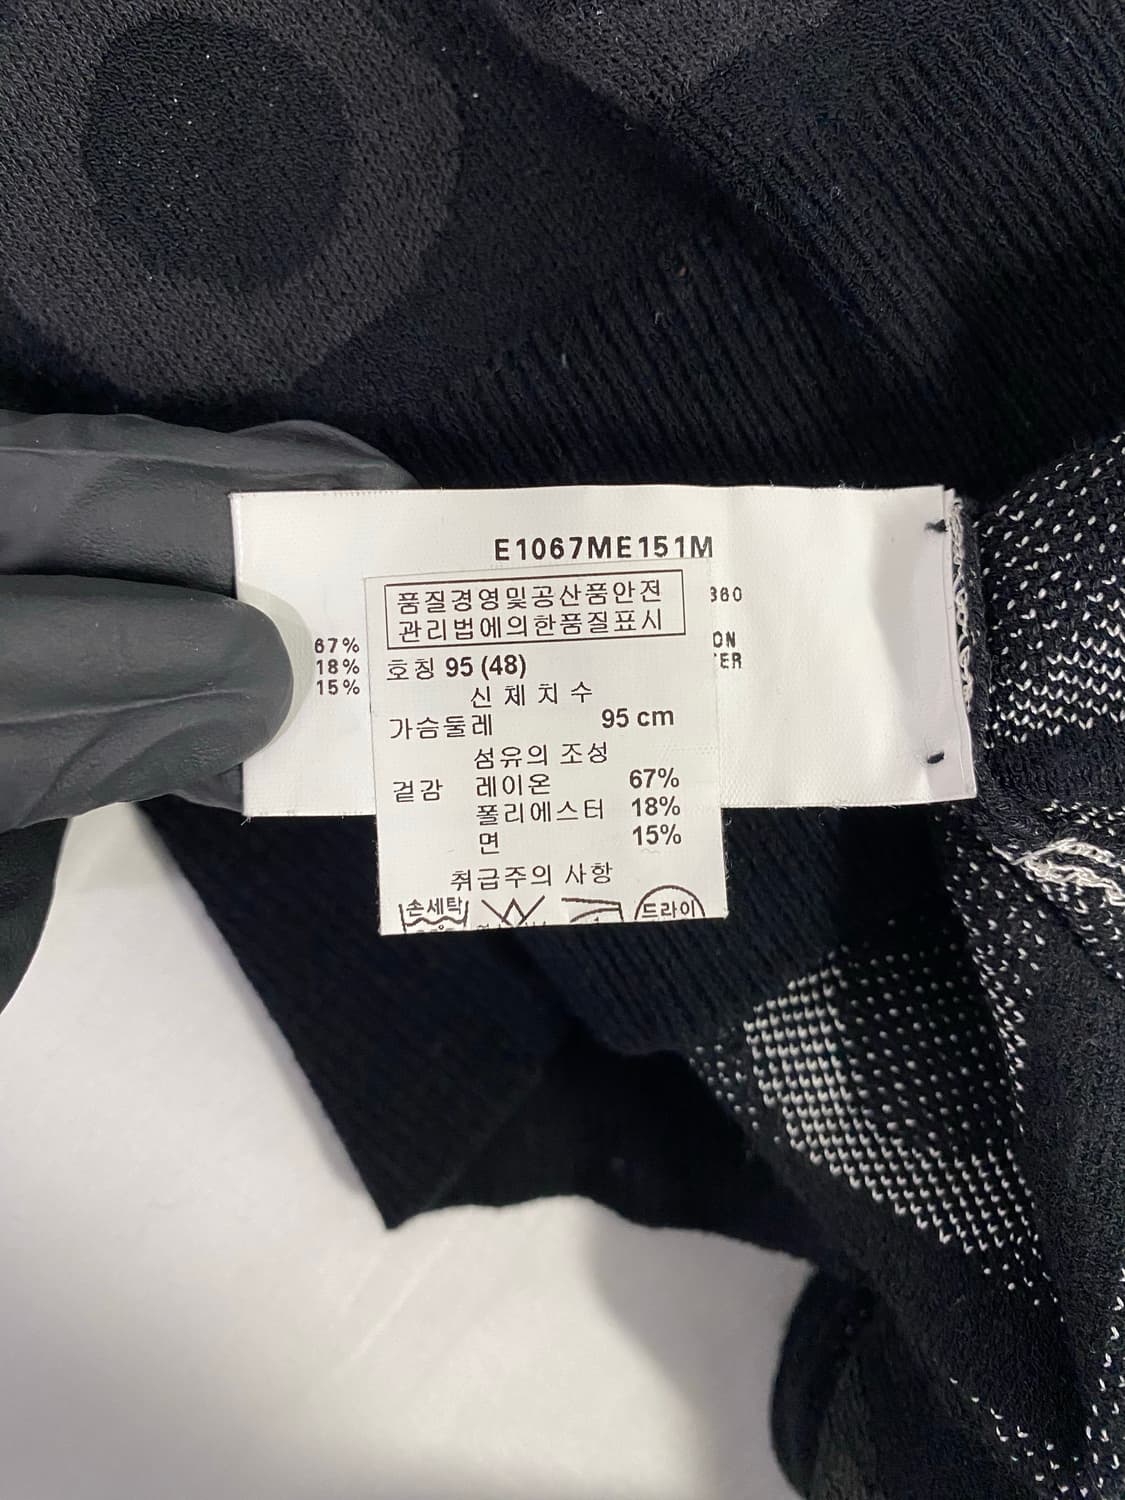 E1067ME151M
품질경영및공산품안전
관리법에의한품질표시
360
ON
ER
67%
18%
15%
호칭 95 (48)
신 체 치 수
가슴둘레 95 cm
섬유의 조성
겉감 레이온 67%
폴리에스터 18%
면 15%
취급주의 사항
손세탁 드라이